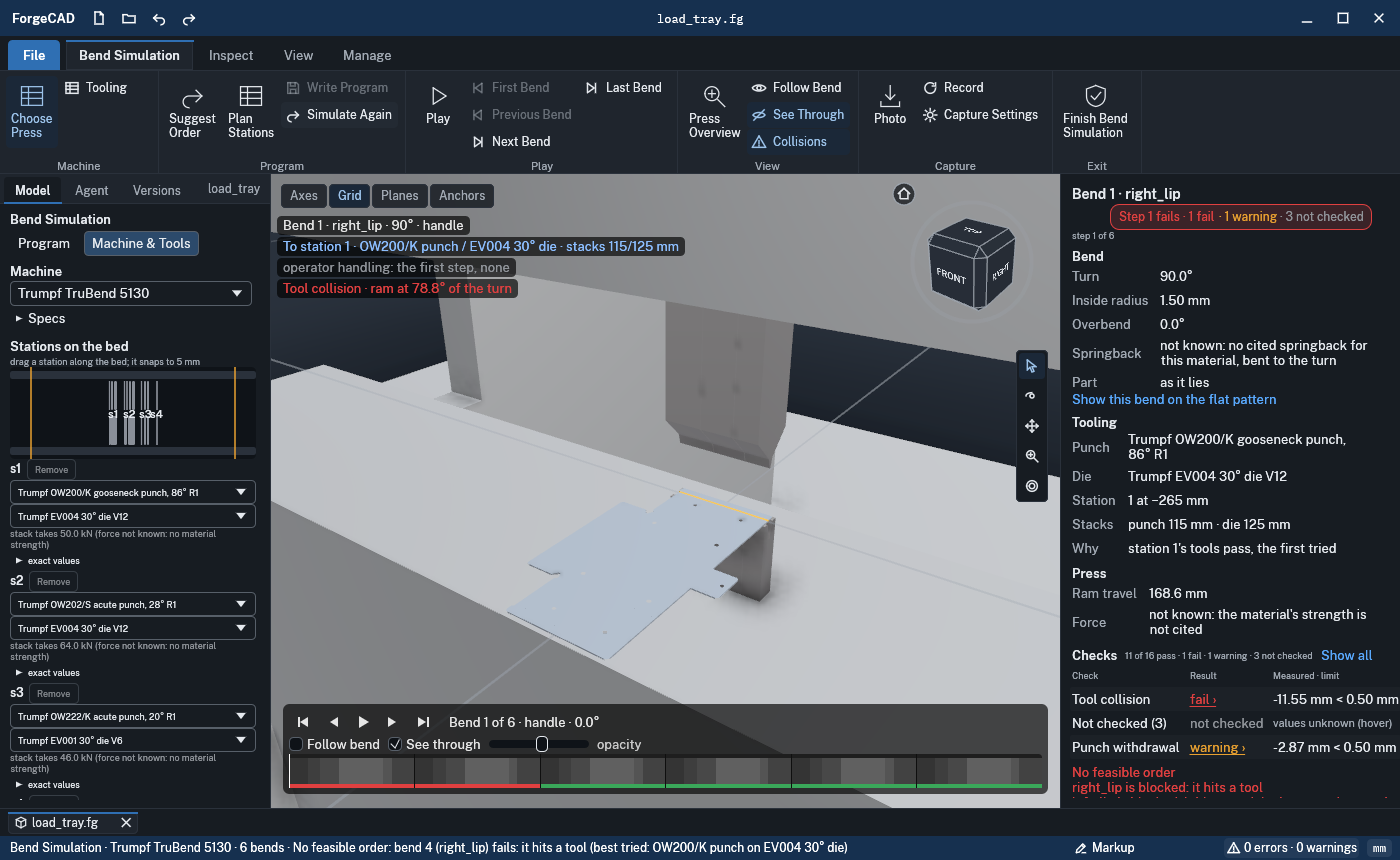 ForgeCAD
load_tray.fg
File
Bend Simulation
Inspect
View
Manage
Choose Press
Tooling
Machine
Suggest Order
Plan Stations
Write Program
Simulate Again
Program
Play
First Bend
Previous Bend
Next Bend
Last Bend
Play
Press Overview
Follow Bend
See Through
Collisions
View
Photo
Record
Capture Settings
Capture
Finish Bend Simulation
Exit
Model
Agent
Versions
load_tray
Bend Simulation
Program
Machine & Tools
Machine
Trumpf TruBend 5130
▸ Specs
Stations on the bed
drag a station along the bed; it snaps to 5 mm
s1 s2 s3 s4
s1 Remove
Trumpf OW200/K gooseneck punch, 86° R1
Trumpf EV004 30° die V12
stack takes 50.0 kN (force not known: no material
strength)
▸ exact values
s2 Remove
Trumpf OW202/S acute punch, 28° R1
Trumpf EV004 30° die V12
stack takes 64.0 kN (force not known: no material
strength)
▸ exact values
s3 Remove
Trumpf OW222/K acute punch, 20° R1
Trumpf EV001 30° die V6
stack takes 46.0 kN (force not known: no material
strength)
▸ exact values
Axes
Grid
Planes
Anchors
Bend 1 · right_lip · 90° · handle
To station 1 · OW200/K punch / EV004 30° die · stacks 115/125 mm
operator handling: the first step, none
Tool collision · ram at 78.8° of the turn
TOP
FRONT
RIGHT
Bend 1 of 6 · handle · 0.0°
Follow bend
See through
opacity
Bend 1 · right_lip
Step 1 fails · 1 fail · 1 warning · 3 not checked
step 1 of 6
Bend
Turn 90.0°
Inside radius 1.50 mm
Overbend 0.0°
Springback not known: no cited springback for
this material, bent to the turn
Part as it lies
Show this bend on the flat pattern
Tooling
Punch Trumpf OW200/K gooseneck punch,
86° R1
Die Trumpf EV004 30° die V12
Station 1 at −265 mm
Stacks punch 115 mm · die 125 mm
Why station 1's tools pass, the first tried
Press
Ram travel 168.6 mm
Force not known: the material's strength is
not cited
Checks 11 of 16 pass · 1 fail · 1 warning · 3 not checked Show all
Check Result Measured · limit
Tool collision fail › -11.55 mm < 0.50 mm
Not checked (3) not checked values unknown (hover)
Punch withdrawal warning › -2.87 mm < 0.50 mm
No feasible order
right_lip is blocked: it hits a tool
load_tray.fg
Bend Simulation · Trumpf TruBend 5130 · 6 bends · No feasible order: bend 4 (right_lip) fails: it hits a tool (best tried: OW200/K punch on EV004 30° die)
Markup
0 errors · 0 warnings
mm